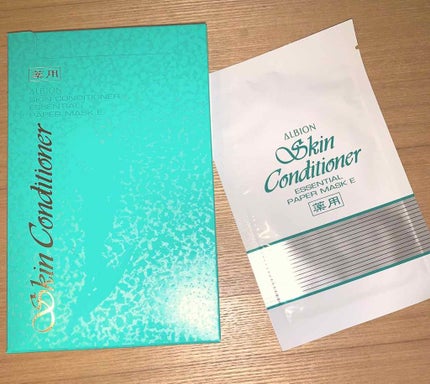 薬用
ALBION
SKIN CONDITIONER
ESSENTIAL
PAPER MASK E
Skin Conditioner
ALBION
Skin
Conditioner
ESSENTIAL
PAPER MASK E
薬用